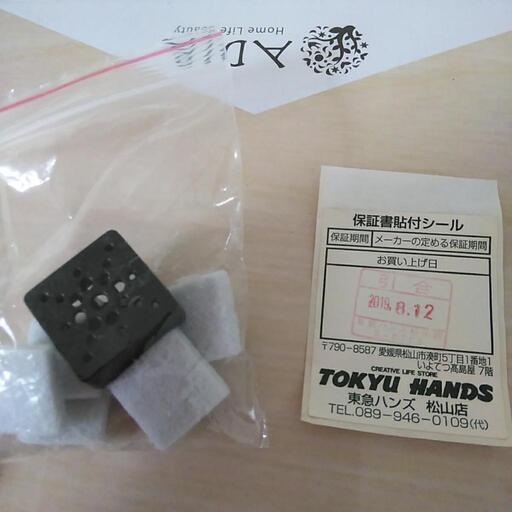 Home Life Beauty
保証書貼付シール
保証期間 メーカーの定める保証期間
お買い上げ日
引合
2019.8.12
〒790-8587 愛媛県松山市湊町5丁目1番地1
いよてつ高島屋 7階
CREATIVE LIFE STORE
TOKYU HANDS
東急ハンズ 松山店
TEL.089-946-0109(代)